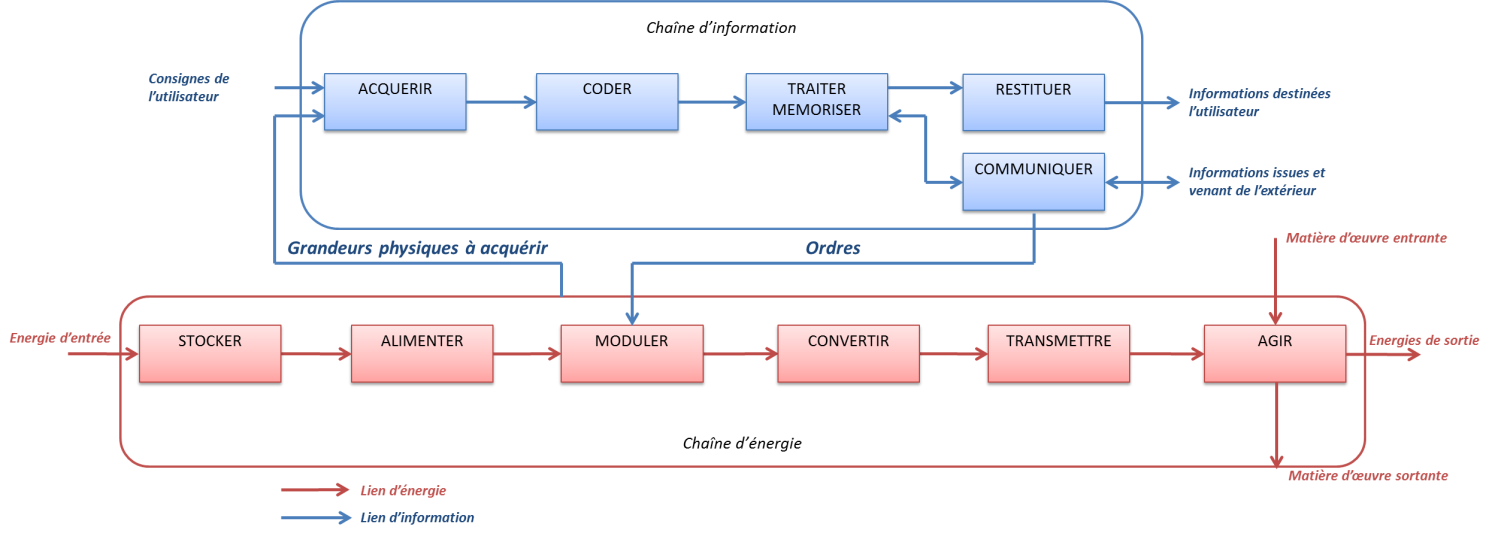 Chaîne d’information
Consignes de
l’utilisateur
ACQUERIR
CODER
TRAITER
MEMORISER
RESTITUER
Informations destinées
l’utilisateur
COMMUNIQUER
Informations issues et
venant de l’extérieur
Grandeurs physiques à acquérir
Ordres
Matière d’œuvre entrante
Energie d’entrée
STOCKER
ALIMENTER
MODULER
CONVERTIR
TRANSMETTRE
AGIR
Energies de sortie
Chaîne d’énergie
Matière d’œuvre sortante
Lien d’énergie
Lien d’information